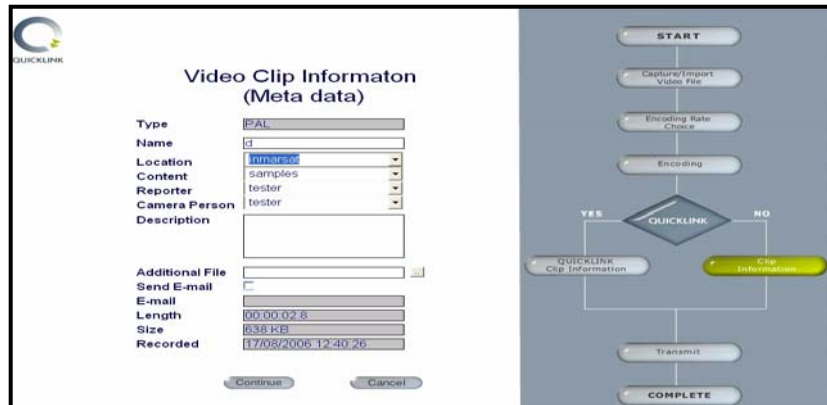 QUICKLINK
Video Clip Informaton
(Meta data)
Type PAL
Name d
Location Inmarsat
Content samples
Reporter tester
Camera Person tester
Description
Additional File
Send E-mail
E-mail
Length 00:00:02.8
Size 638 KB
Recorded 17/08/2006 12:40:26
Continue Cancel
START
Capture/Import
Video File
Encoding Rate
Choice
Encoding
YES QUICKLINK NO
QUICKLINK
Clip Information
Clip
Information
Transmit
COMPLETE